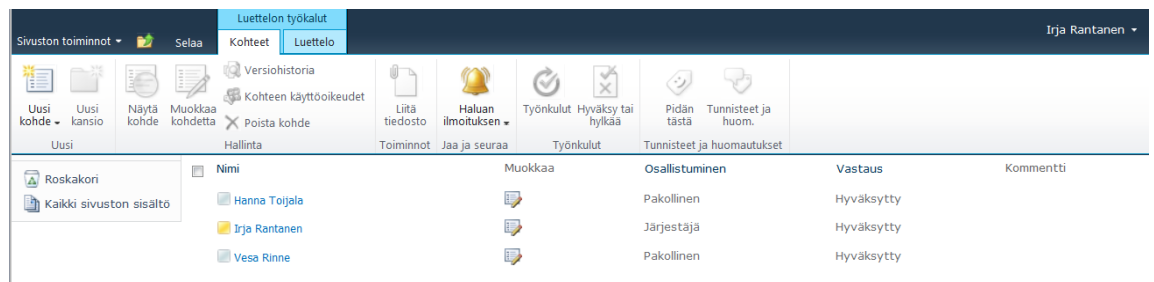 Luettelon työkalut
Irja Rantanen
Sivuston toiminnot Selaa Kohteet Luettelo
Versiohistoria
Kohteen käyttöoikeudet
Poista kohde
Uusi kohde
Uusi kansio
Näytä kohde
Muokkaa kohdetta
Liitä tiedosto
Haluan ilmoituksen
Työnkulut
Hyväksy tai hylkää
Pidän tästä
Tunnisteet ja huom.
Uusi Hallinta Toiminnot Jaa ja seuraa Työnkulut Tunnisteet ja huomautukset
Roskakori
Kaikki sivuston sisältö
Nimi Muokkaa Osallistuminen Vastaus Kommentti
Hanna Toijala Pakollinen Hyväksytty
Irja Rantanen Järjestäjä Hyväksytty
Vesa Rinne Pakollinen Hyväksytty